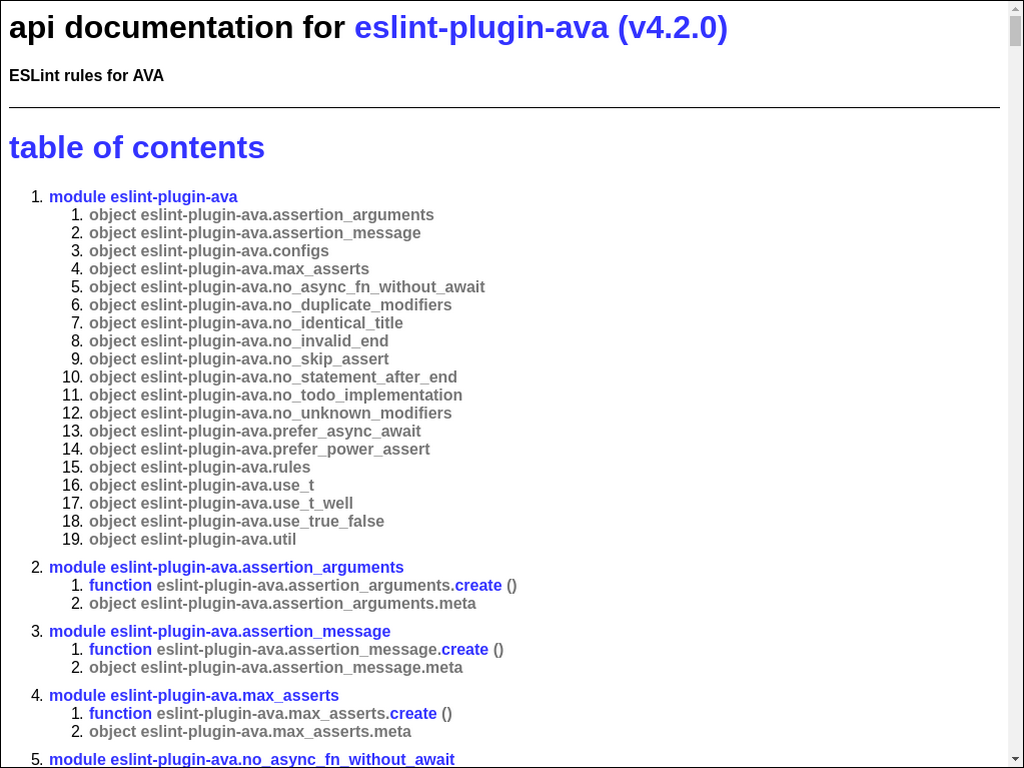 api documentation for eslint-plugin-ava (v4.2.0)
ESLint rules for AVA
table of contents
1. module eslint-plugin-ava
1. object eslint-plugin-ava.assertion_arguments
2. object eslint-plugin-ava.assertion_message
3. object eslint-plugin-ava.configs
4. object eslint-plugin-ava.max_asserts
5. object eslint-plugin-ava.no_async_fn_without_await
6. object eslint-plugin-ava.no_duplicate_modifiers
7. object eslint-plugin-ava.no_identical_title
8. object eslint-plugin-ava.no_invalid_end
9. object eslint-plugin-ava.no_skip_assert
10. object eslint-plugin-ava.no_statement_after_end
11. object eslint-plugin-ava.no_todo_implementation
12. object eslint-plugin-ava.no_unknown_modifiers
13. object eslint-plugin-ava.prefer_async_await
14. object eslint-plugin-ava.prefer_power_assert
15. object eslint-plugin-ava.rules
16. object eslint-plugin-ava.use_t
17. object eslint-plugin-ava.use_t_well
18. object eslint-plugin-ava.use_true_false
19. object eslint-plugin-ava.util
2. module eslint-plugin-ava.assertion_arguments
1. function eslint-plugin-ava.assertion_arguments.create ()
2. object eslint-plugin-ava.assertion_arguments.meta
3. module eslint-plugin-ava.assertion_message
1. function eslint-plugin-ava.assertion_message.create ()
2. object eslint-plugin-ava.assertion_message.meta
4. module eslint-plugin-ava.max_asserts
1. function eslint-plugin-ava.max_asserts.create ()
2. object eslint-plugin-ava.max_asserts.meta
5. module eslint-plugin-ava.no_async_fn_without_await